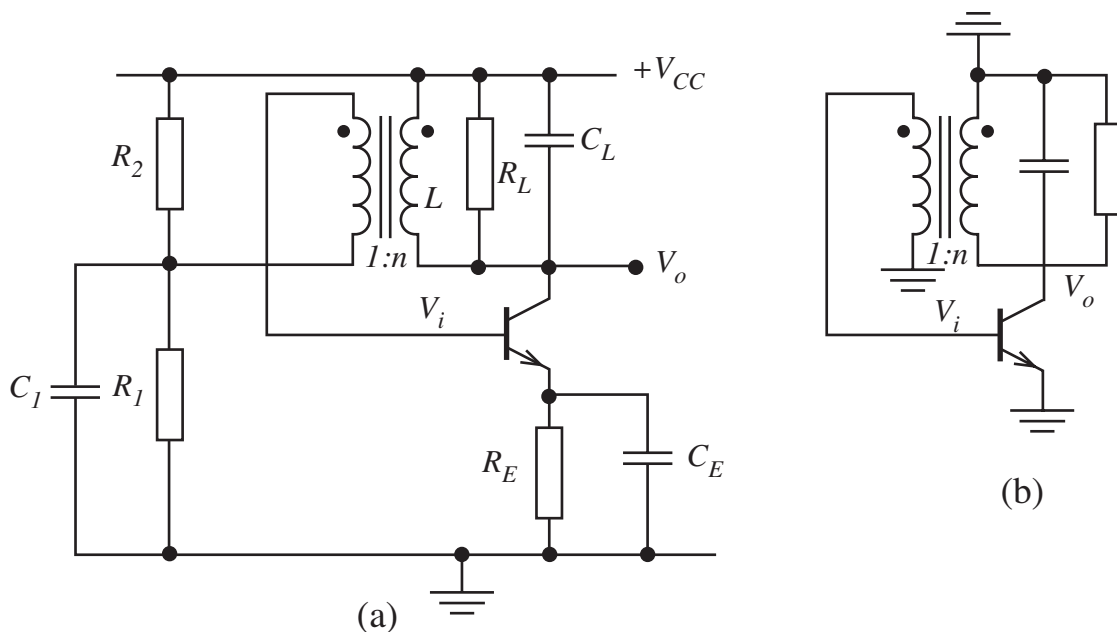 +V_CC
R_2
C_L
R_L
L
1:n
V_o
V_i
C_1
R_1
R_E
C_E
(a)
1:n
V_o
V_i
(b)